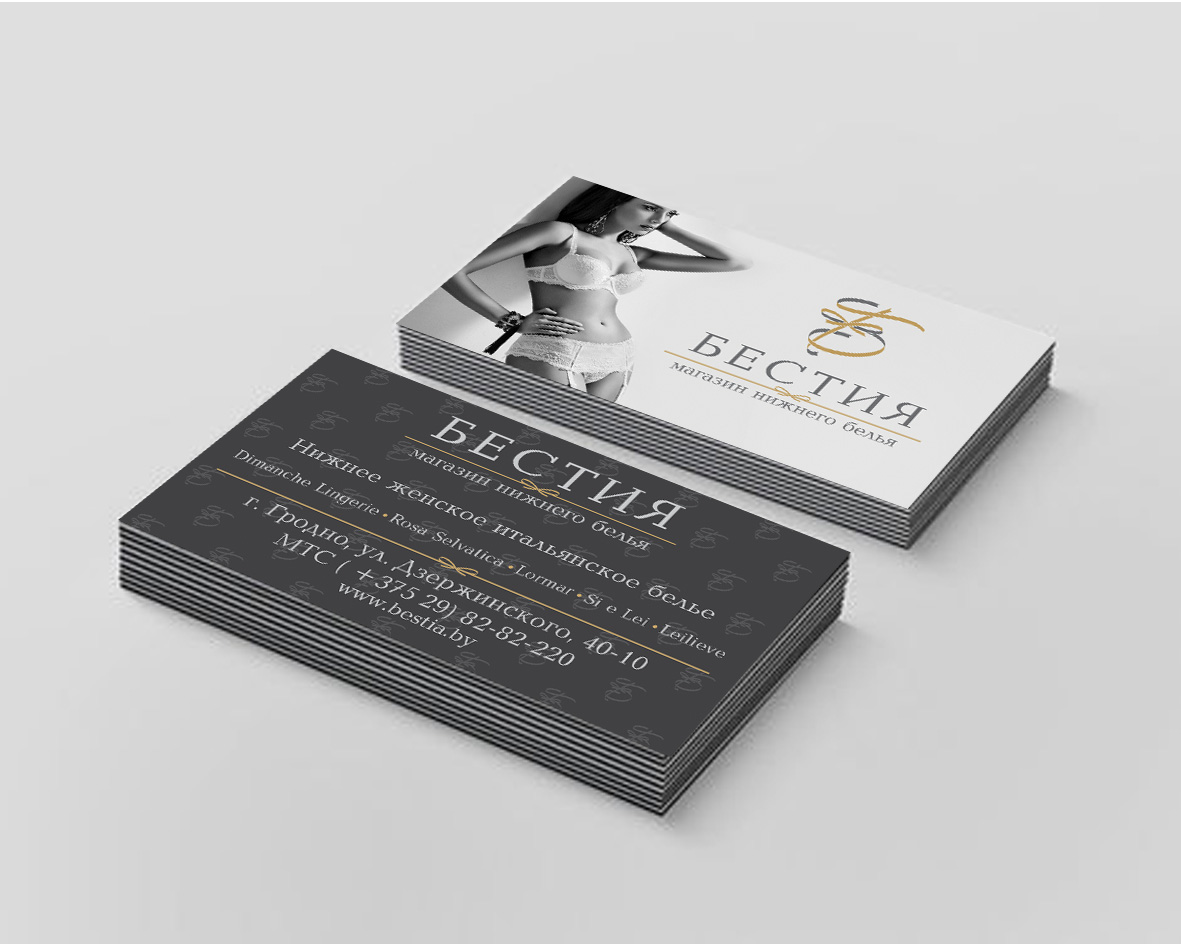 БЕСТИЯ
магазин нижнего белья
БЕСТИЯ
магазин нижнего белья
Нижнее женское итальянское белье
Dimanche Lingerie • Rosa Selvatica • Lormar • Si e Lei • Leilieve
г. Гродно, ул. Дзержинского, 40-10
МТС ( +375 29) 82-82-220
www.bestia.by